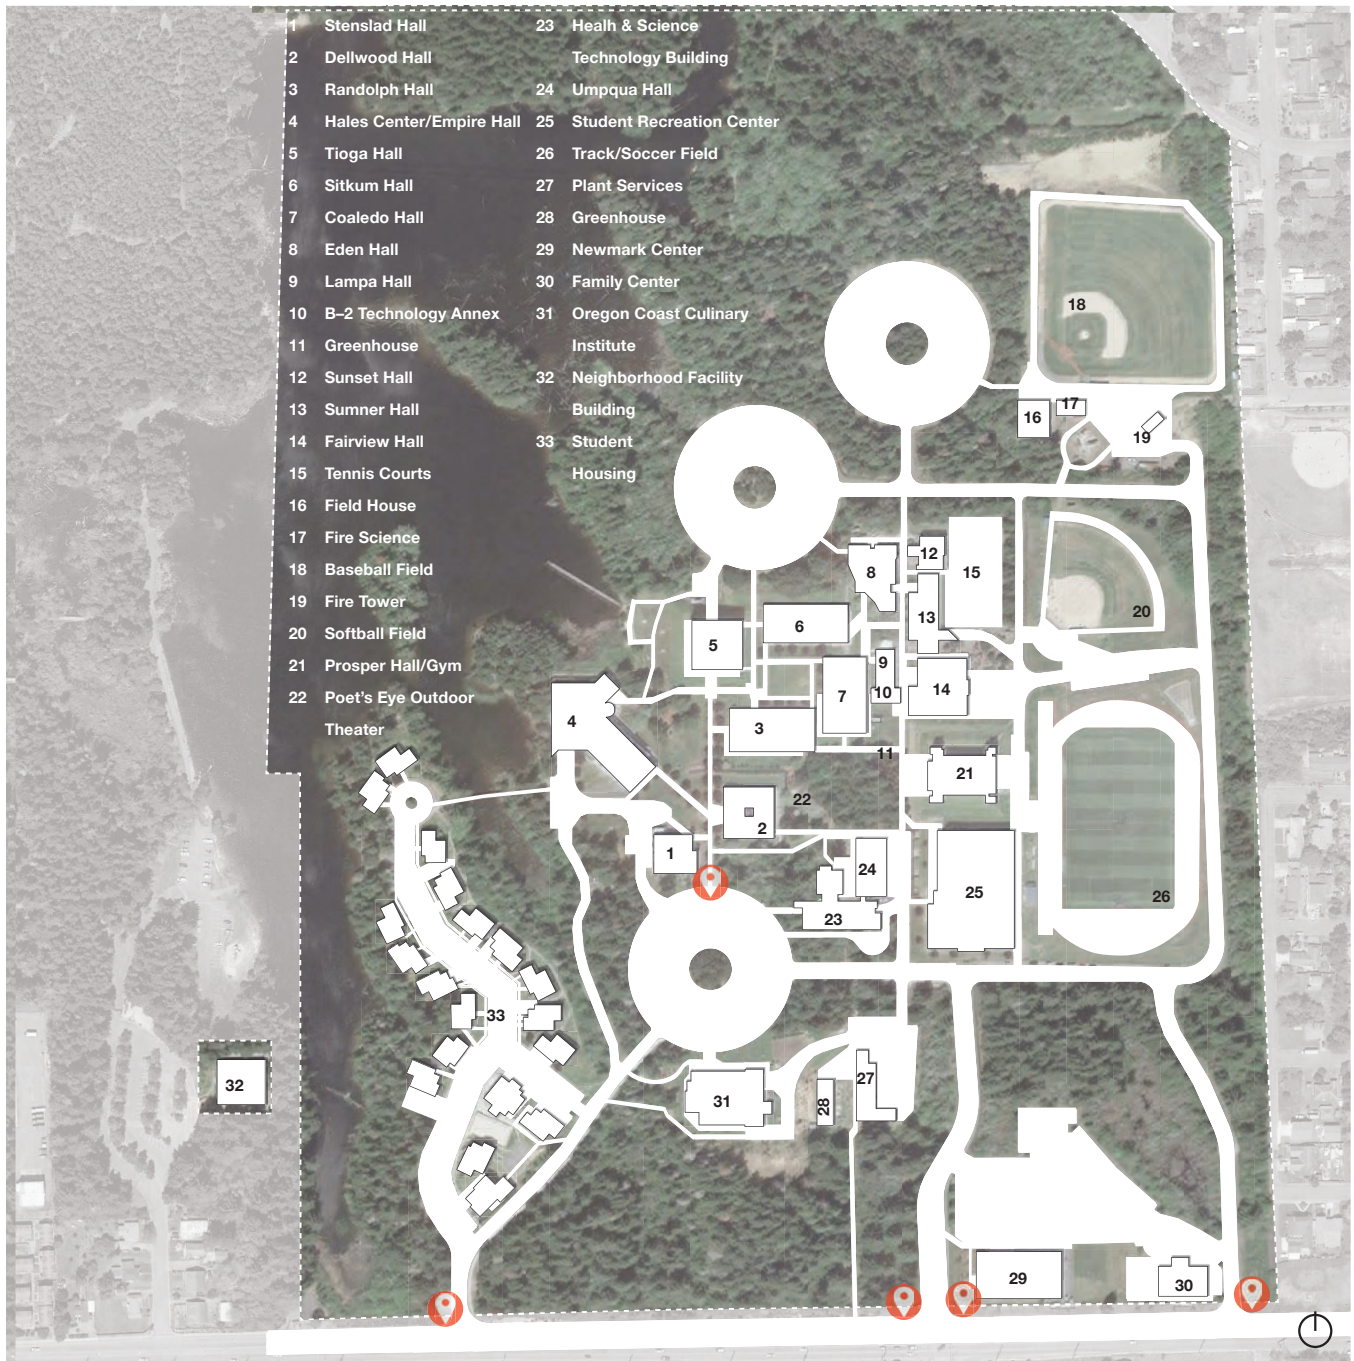 1 Stenslad Hall
2 Dellwood Hall
3 Randolph Hall
4 Hales Center/Empire Hall
5 Tioga Hall
6 Sitkum Hall
7 Coaledo Hall
8 Eden Hall
9 Lampa Hall
10 B–2 Technology Annex
11 Greenhouse
12 Sunset Hall
13 Sumner Hall
14 Fairview Hall
15 Tennis Courts
16 Field House
17 Fire Science
18 Baseball Field
19 Fire Tower
20 Softball Field
21 Prosper Hall/Gym
22 Poet's Eye Outdoor
Theater
23 Healh & Science
Technology Building
24 Umpqua Hall
25 Student Recreation Center
26 Track/Soccer Field
27 Plant Services
28 Greenhouse
29 Newmark Center
30 Family Center
31 Oregon Coast Culinary
Institute
32 Neighborhood Facility
Building
33 Student
Housing
18
17
16
19
12
8
15
20
13
6
5
9
14
10
7
4
3
11
21
22
2
1
24
25
26
23
33
27
32
31
28
29
30